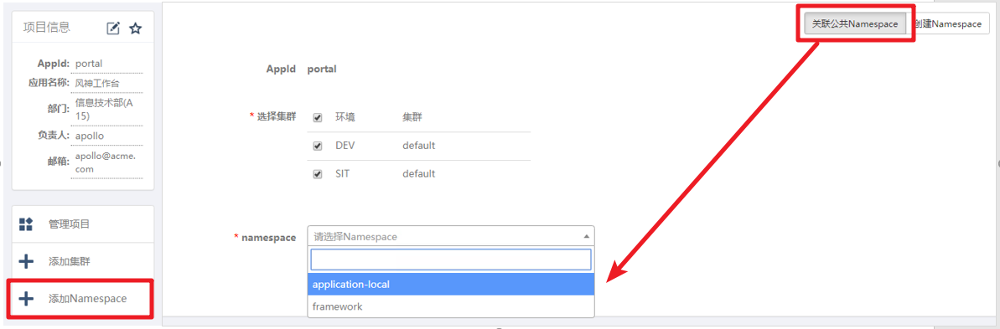 项目信息
AppId: portal
应用名称: 风神工作台
部门: 信息技术部(A
15)
负责人: apollo
邮箱: apollo@acme.
com
管理项目
添加集群
添加Namespace
关联公共Namespace 创建Namespace
AppId portal
* 选择集群 环境 集群
DEV default
SIT default
* namespace 请选择Namespace
application-local
framework